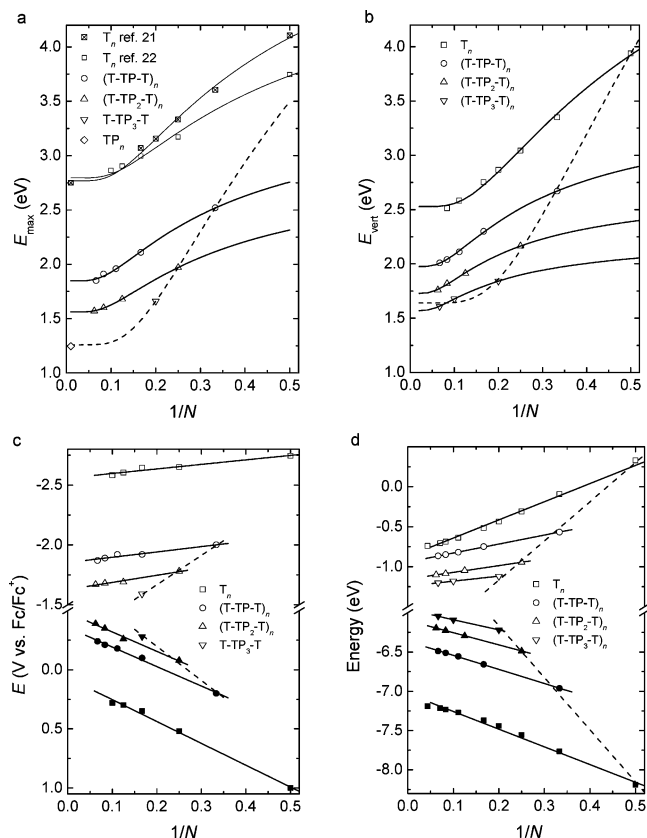 a
T_n ref. 21
T_n ref. 22
(T-TP-T)_n
(T-TP_2-T)_n
T-TP_3-T
TP_n
E_max (eV)
4.0
3.5
3.0
2.5
2.0
1.5
1.0
0.0 0.1 0.2 0.3 0.4 0.5
1/N
b
T_n
(T-TP-T)_n
(T-TP_2-T)_n
(T-TP_3-T)_n
E_vert (eV)
4.0
3.5
3.0
2.5
2.0
1.5
1.0
0.0 0.1 0.2 0.3 0.4 0.5
1/N
c
E (V vs. Fc/Fc^+)
-2.5
-2.0
-1.5
0.0
0.5
1.0
T_n
(T-TP-T)_n
(T-TP_2-T)_n
T-TP_3-T
0.0 0.1 0.2 0.3 0.4 0.5
1/N
d
Energy (eV)
0.0
-0.5
-1.0
-6.5
-7.0
-7.5
-8.0
T_n
(T-TP-T)_n
(T-TP_2-T)_n
(T-TP_3-T)_n
0.0 0.1 0.2 0.3 0.4 0.5
1/N